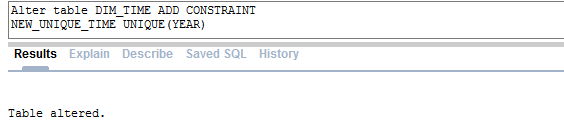 Alter table DIM_TIME ADD CONSTRAINT
NEW_UNIQUE_TIME UNIQUE(YEAR)
Results Explain Describe Saved SQL History
Table altered.